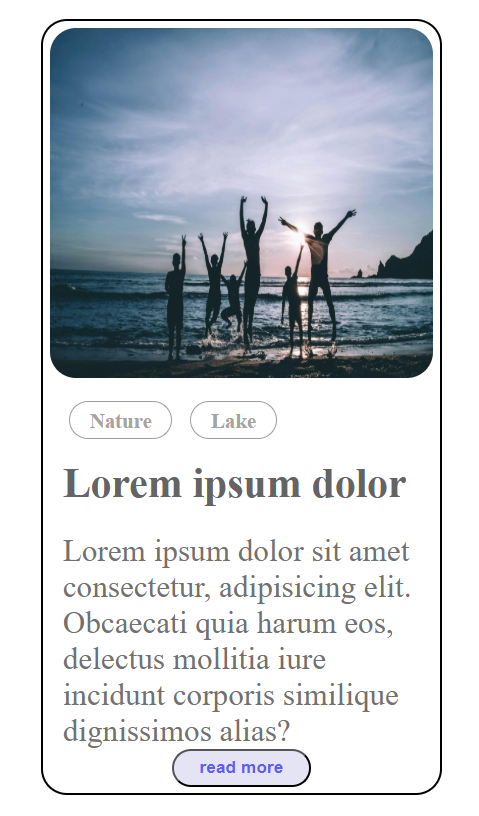 Nature Lake
Lorem ipsum dolor
Lorem ipsum dolor sit amet
consectetur, adipisicing elit.
Obcaecati quia harum eos,
delectus mollitia iure
incidunt corporis similique
dignissimos alias?
read more